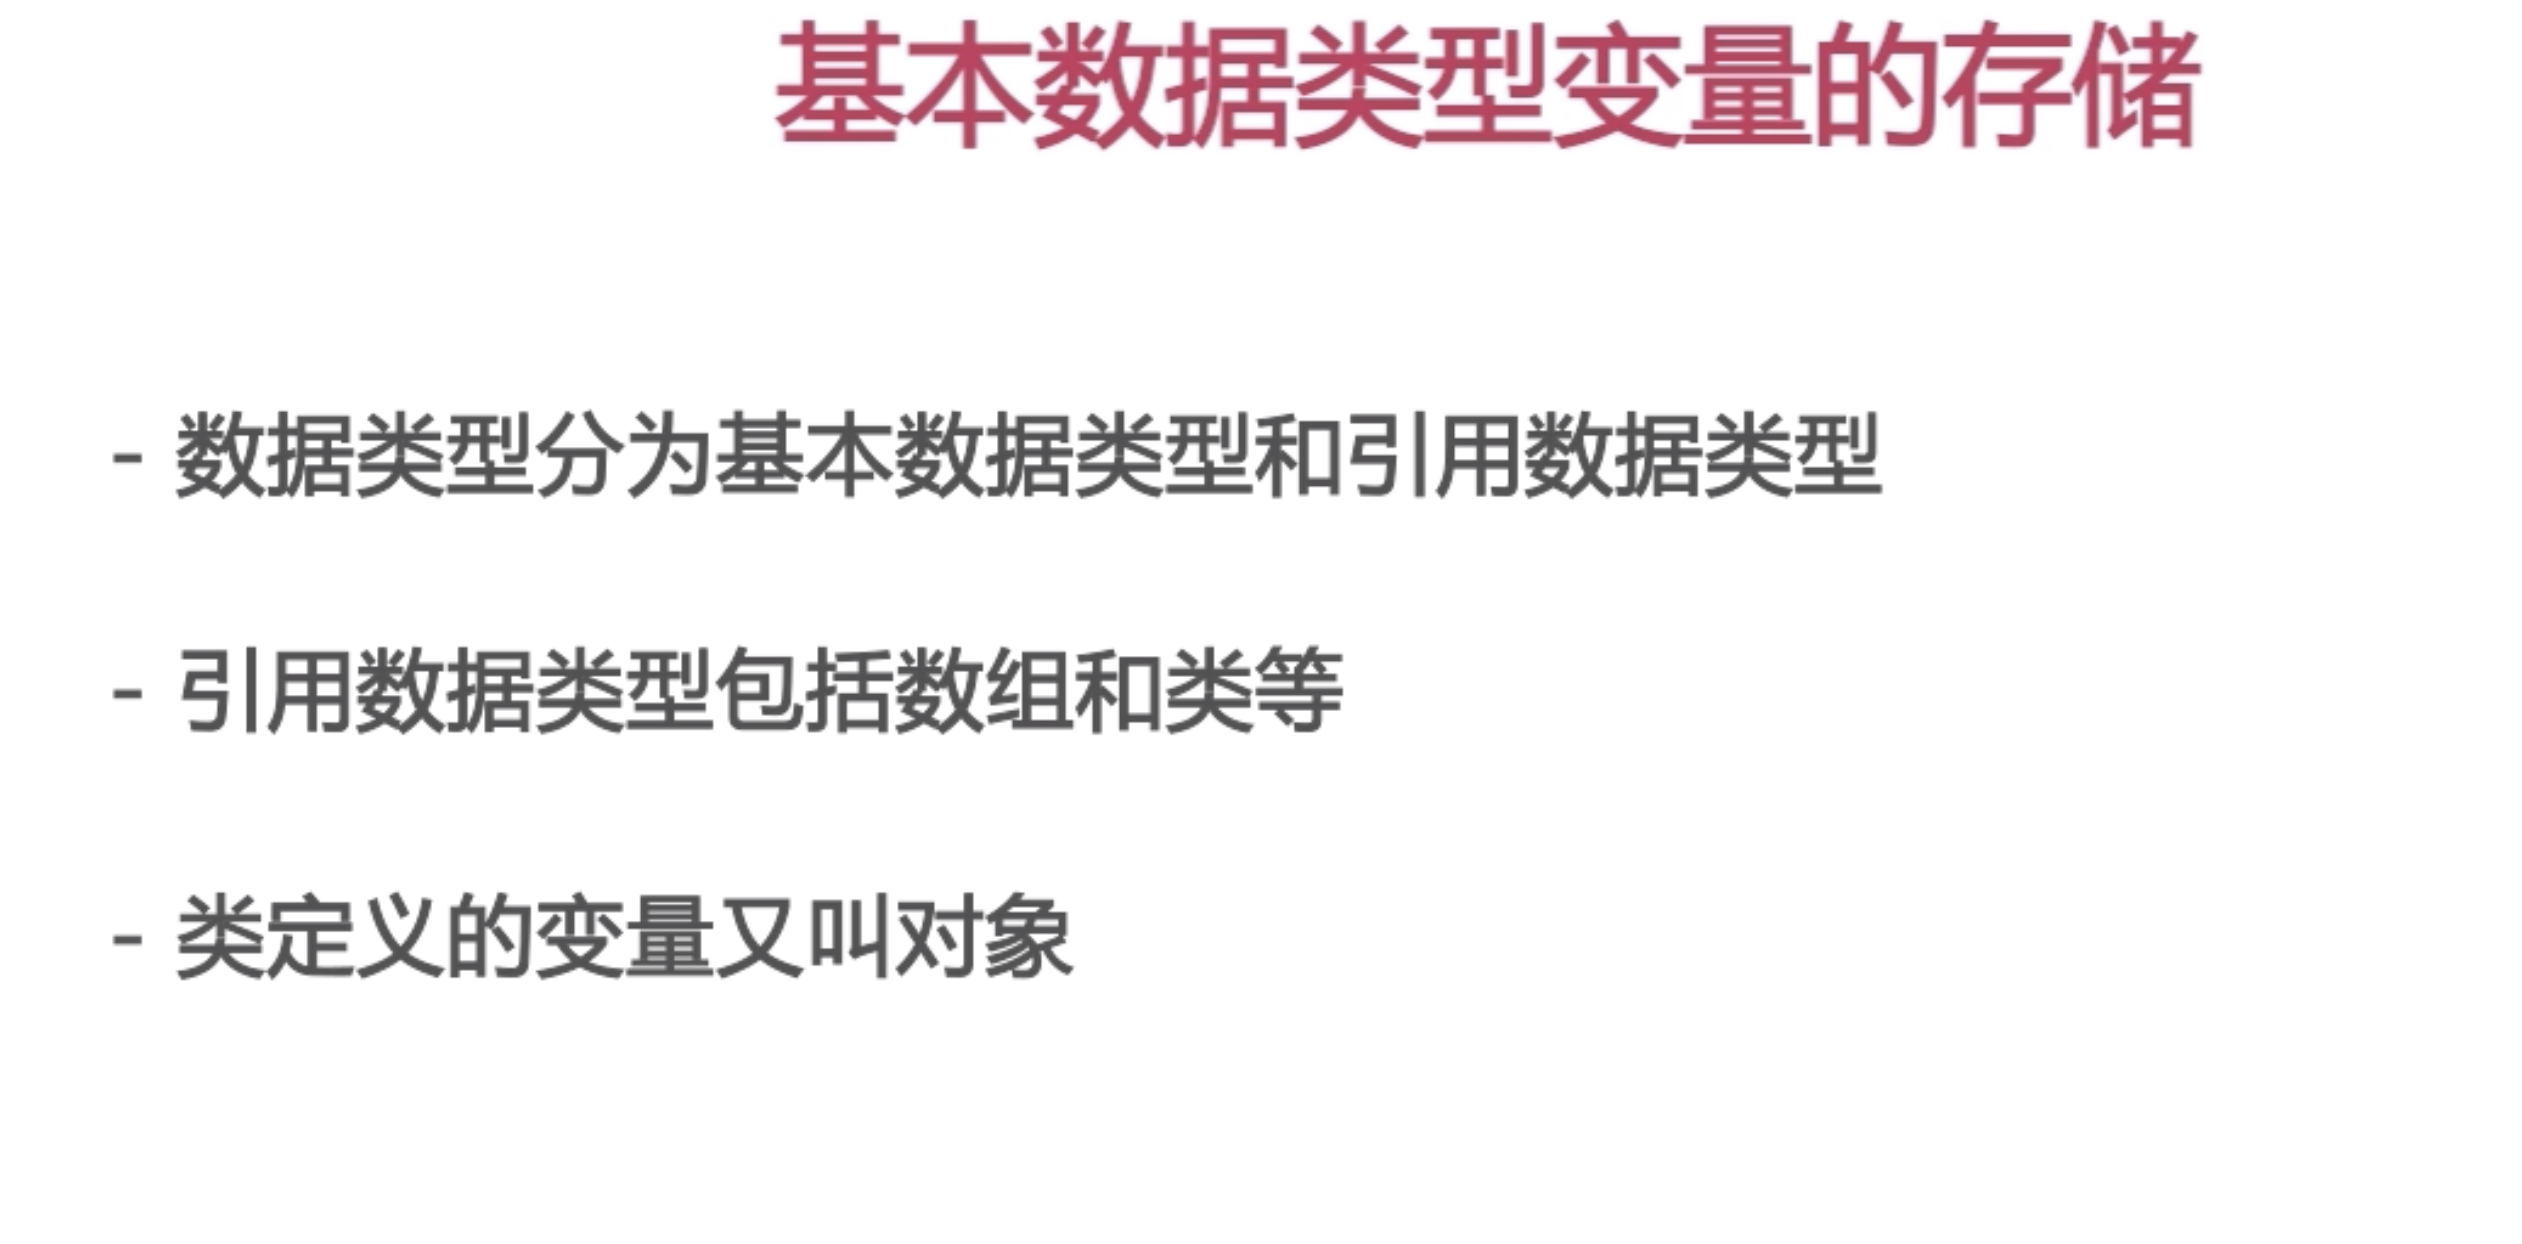 基本数据类型变量的存储
- 数据类型分为基本数据类型和引用数据类型
- 引用数据类型包括数组和类等
- 类定义的变量又叫对象